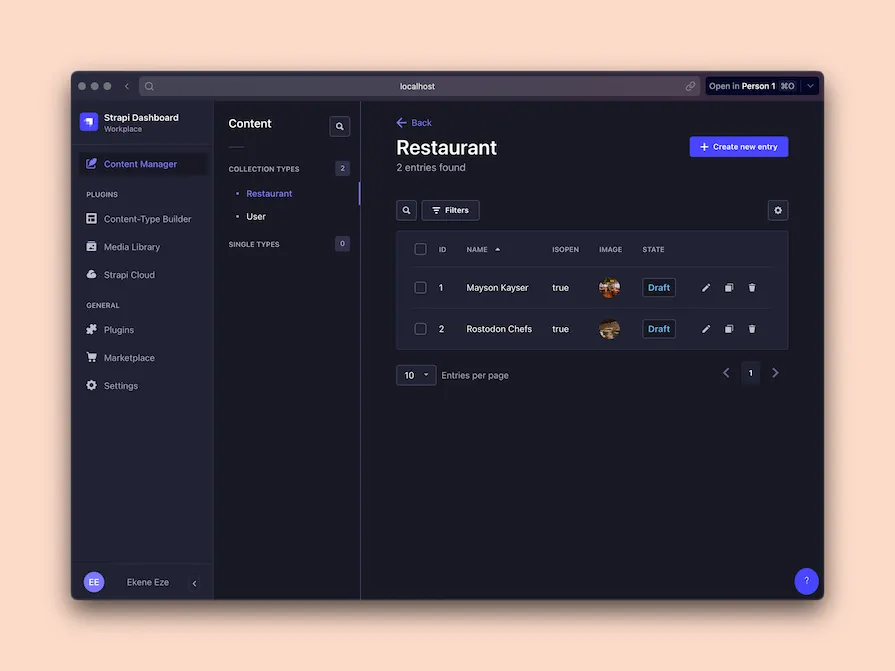 localhost
Open in Person 1 ⌘O
Strapi Dashboard
Workplace
Content Manager
PLUGINS
Content-Type Builder
Media Library
Strapi Cloud
GENERAL
Plugins
Marketplace
Settings
EE Ekene Eze
Content
COLLECTION TYPES 2
Restaurant
User
SINGLE TYPES 0
Back
Restaurant
2 entries found
Create new entry
Filters
ID NAME ISOPEN IMAGE STATE
1 Mayson Kayser true Draft
2 Rostodon Chefs true Draft
10 Entries per page
1
?